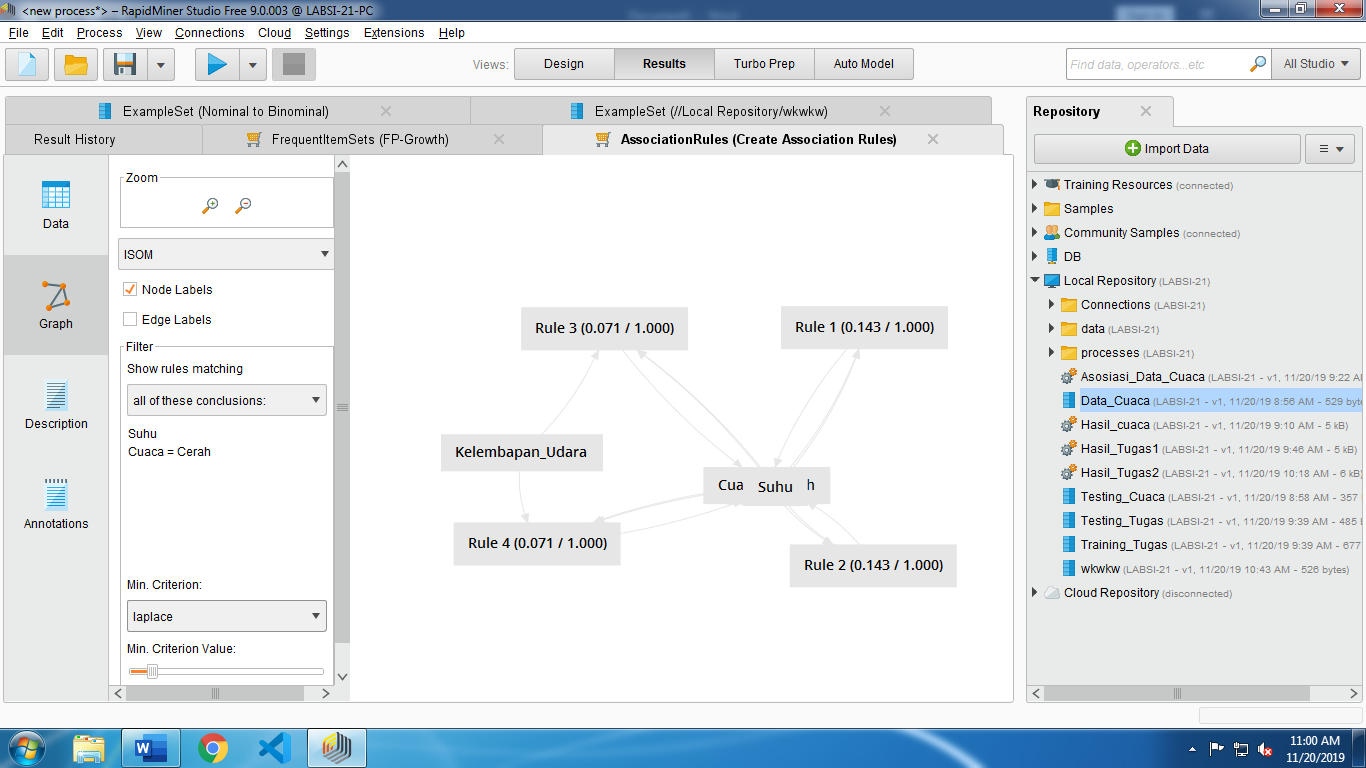 <new process*> – RapidMiner Studio Free 9.0.003 @ LABSI-21-PC
File Edit Process View Connections Cloud Settings Extensions Help
Views: Design Results Turbo Prep Auto Model
Find data, operators...etc
All Studio
ExampleSet (Nominal to Binominal)
ExampleSet (//Local Repository/wkwkw)
Result History
FrequentItemSets (FP-Growth)
AssociationRules (Create Association Rules)
Data
Graph
Description
Annotations
Zoom
ISOM
Node Labels
Edge Labels
Filter
Show rules matching
all of these conclusions:
Suhu
Cuaca = Cerah
Min. Criterion:
laplace
Min. Criterion Value:
Rule 3 (0.071 / 1.000)
Rule 1 (0.143 / 1.000)
Kelembapan_Udara
Cua Suhu h
Rule 4 (0.071 / 1.000)
Rule 2 (0.143 / 1.000)
Repository
Import Data
Training Resources (connected)
Samples
Community Samples (connected)
DB
Local Repository (LABSI-21)
Connections (LABSI-21)
data (LABSI-21)
processes (LABSI-21)
Asosiasi_Data_Cuaca (LABSI-21 - v1, 11/20/19 9:22 A
Data_Cuaca (LABSI-21 - v1, 11/20/19 8:56 AM - 529 byte
Hasil_cuaca (LABSI-21 - v1, 11/20/19 9:10 AM - 5 kB)
Hasil_Tugas1 (LABSI-21 - v1, 11/20/19 9:46 AM - 5 kB)
Hasil_Tugas2 (LABSI-21 - v1, 11/20/19 10:18 AM - 6 kB)
Testing_Cuaca (LABSI-21 - v1, 11/20/19 8:58 AM - 357
Testing_Tugas (LABSI-21 - v1, 11/20/19 9:39 AM - 485 b
Training_Tugas (LABSI-21 - v1, 11/20/19 9:39 AM - 677
wkwkw (LABSI-21 - v1, 11/20/19 10:43 AM - 526 bytes)
Cloud Repository (disconnected)
11:00 AM
11/20/2019